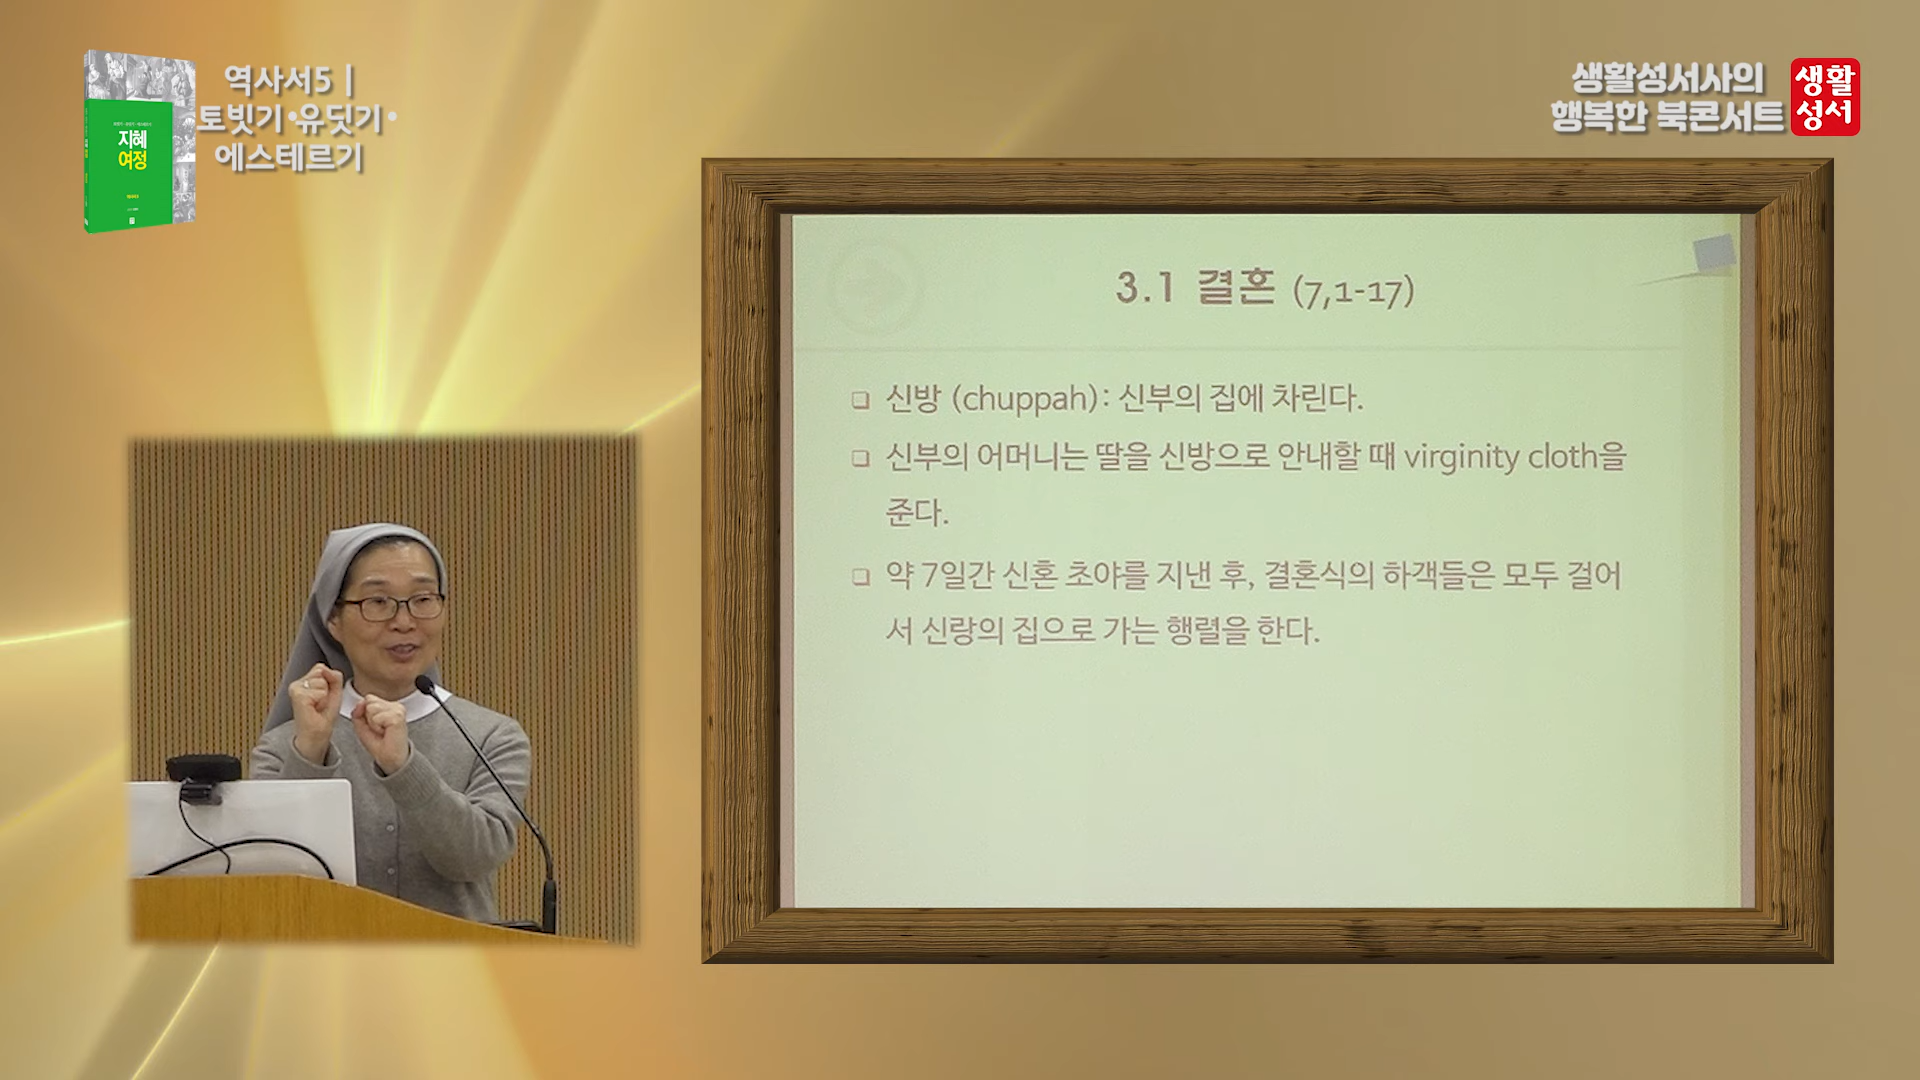 역사서5 |
토빗기•유딧기•
에스테르기
지혜
여정
생활성서사의
행복한 북콘서트
생활
성서
3.1 결혼 (7,1-17)
❑ 신방 (chuppah): 신부의 집에 차린다.
❑ 신부의 어머니는 딸을 신방으로 안내할 때 virginity cloth을
준다.
❑ 약 7일간 신혼 초야를 지낸 후, 결혼식의 하객들은 모두 걸어
서 신랑의 집으로 가는 행렬을 한다.